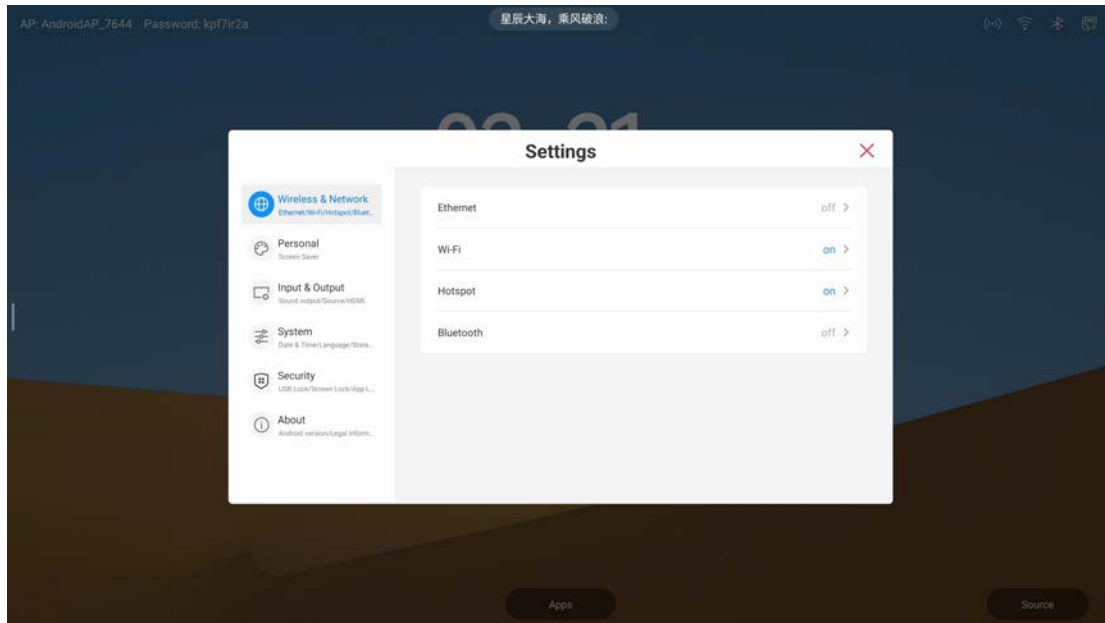 AP: AndroidAP_7644 Password: kpf7ir2a
星辰大海，乘风破浪:
Settings
Wireless & Network
Ethernet/Wi-Fi/Hotspot/Bluet...
Personal
Screen Saver
Input & Output
Sound output/Source/HDMI
System
Date & Time/Language/Stora...
Security
USB Lock/Screen Lock/App L...
About
Android version/Legal inform...
Ethernet off
Wi-Fi on
Hotspot on
Bluetooth off
Apps
Source